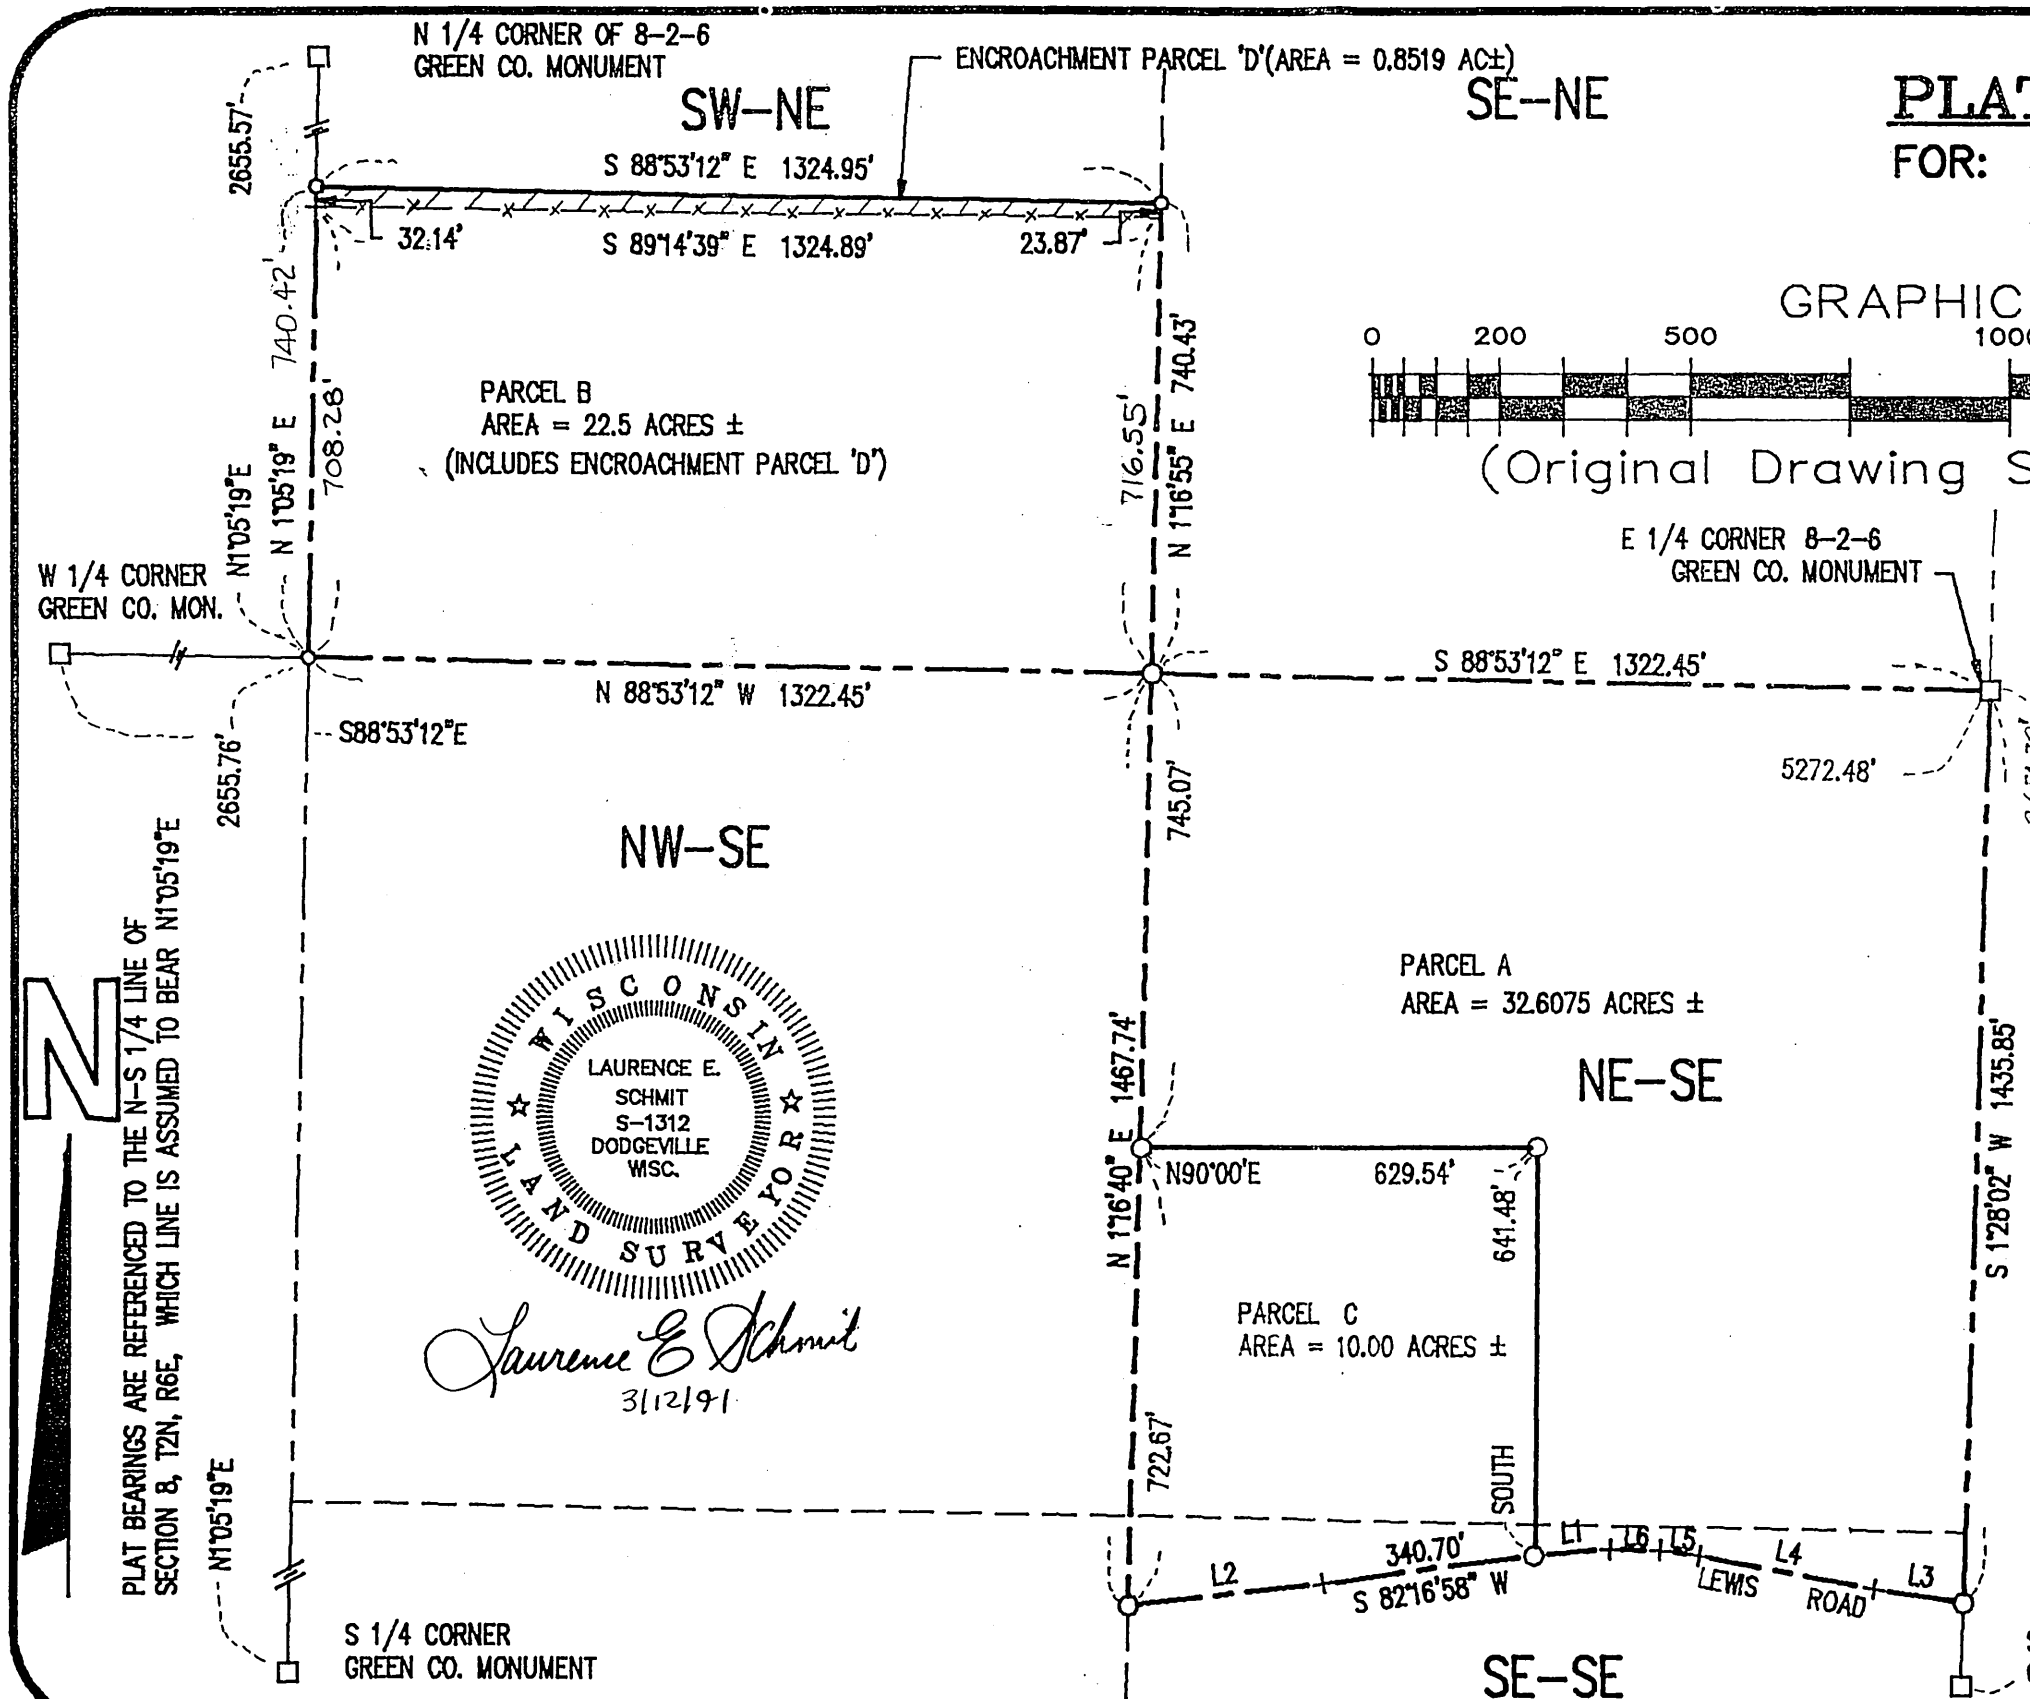 N 1/4 CORNER OF 8-2-6
GREEN CO. MONUMENT
ENCROACHMENT PARCEL 'D'(AREA = 0.8519 AC±)
SW-NE
SE-NE
FOR:
2655.57'
S 88°53'12" E 1324.95'
32.14'
S 89°14'39" E 1324.89'
23.87'
GRAPHIC
0 200 500
(Original Drawing
740.42'
N 1°05'19" E
708.28'
N1°05'19"E
PARCEL B
AREA = 22.5 ACRES ±
(INCLUDES ENCROACHMENT PARCEL 'D')
716.55'
N 1°16'55" E 740.43'
E 1/4 CORNER 8-2-6
GREEN CO. MONUMENT
W 1/4 CORNER
GREEN CO. MON.
N 88°53'12" W 1322.45'
S 88°53'12" E 1322.45'
S88°53'12"E
2655.76'
745.07'
5272.48'
NW-SE
PLAT BEARINGS ARE REFERENCED TO THE N-S 1/4 LINE OF
SECTION 8, T2N, R6E, WHICH LINE IS ASSUMED TO BEAR N1°05'19"E
N
WISCONSIN
LAURENCE E.
SCHMIT
S-1312
DODGEVILLE
WISC.
LAND SURVEYOR
Laurence E Schmit
3/12/91
PARCEL A
AREA = 32.6075 ACRES ±
NE-SE
N 1°16'40" E 1467.74'
S 1°28'02" W 1435.85'
N90°00'E 629.54'
641.48'
PARCEL C
AREA = 10.00 ACRES ±
722.67'
SOUTH
N1°05'19"E
L2
340.70'
S 82°16'58" W
L1
L6
L5
L4
L3
LEWIS ROAD
S 1/4 CORNER
GREEN CO. MONUMENT
SE-SE